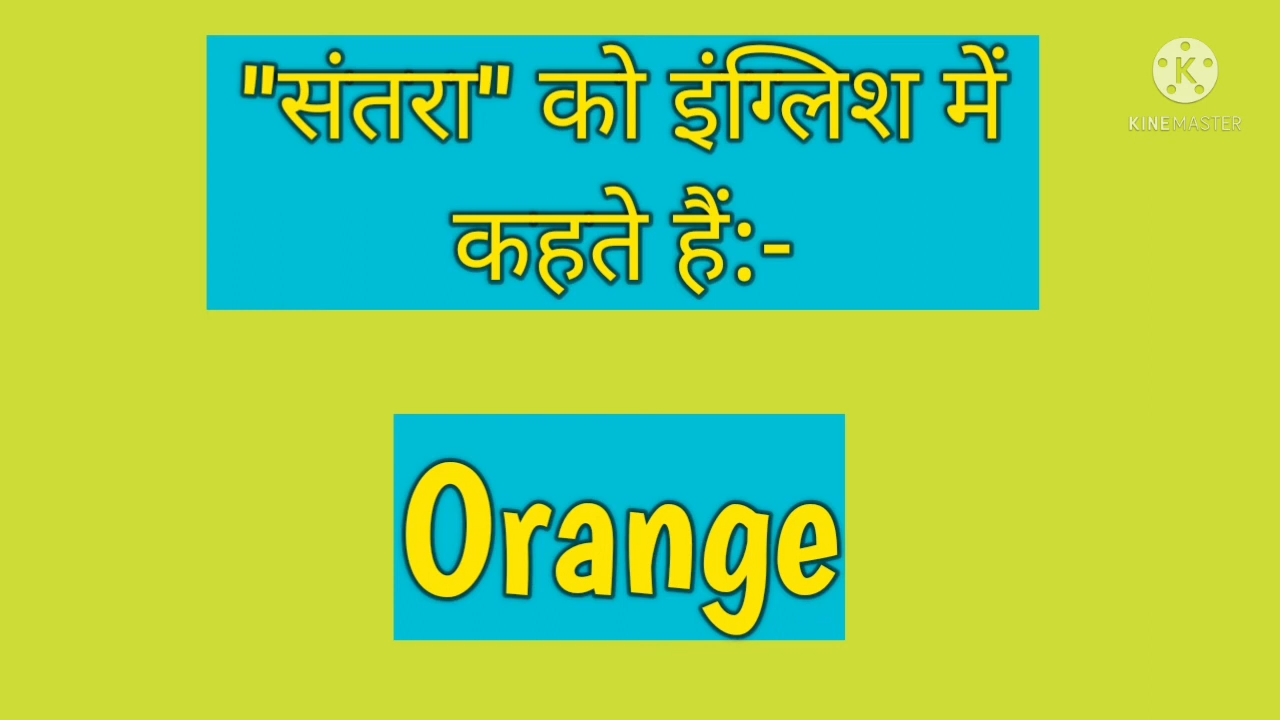 "संतरा" को इंग्लिश में
कहते हैं:-
Orange
K
KINEMASTER